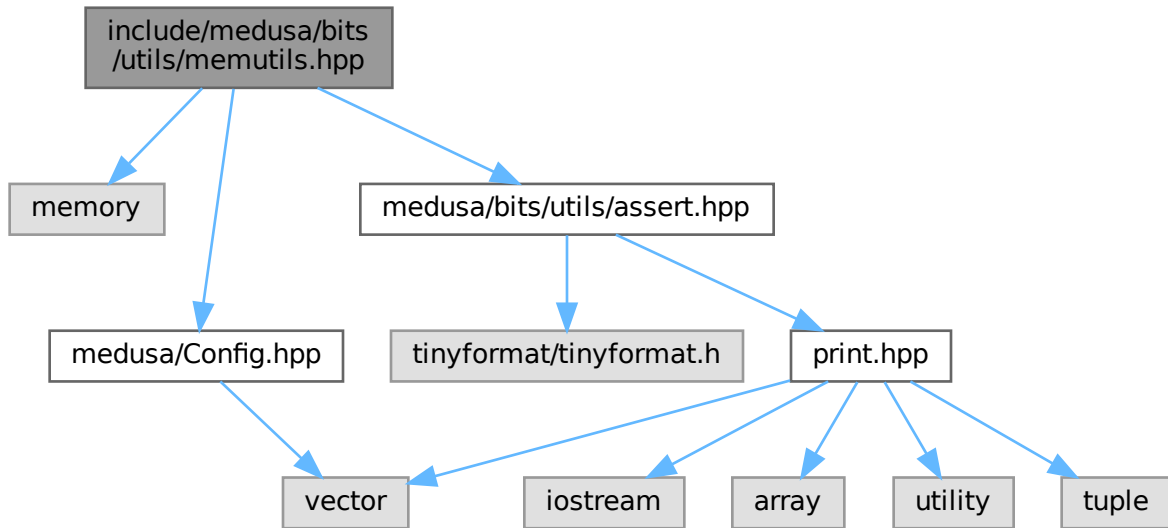 include/medusa/bits
/utils/memutils.hpp
memory
medusa/bits/utils/assert.hpp
medusa/Config.hpp
tinyformat/tinyformat.h
print.hpp
vector
iostream
array
utility
tuple